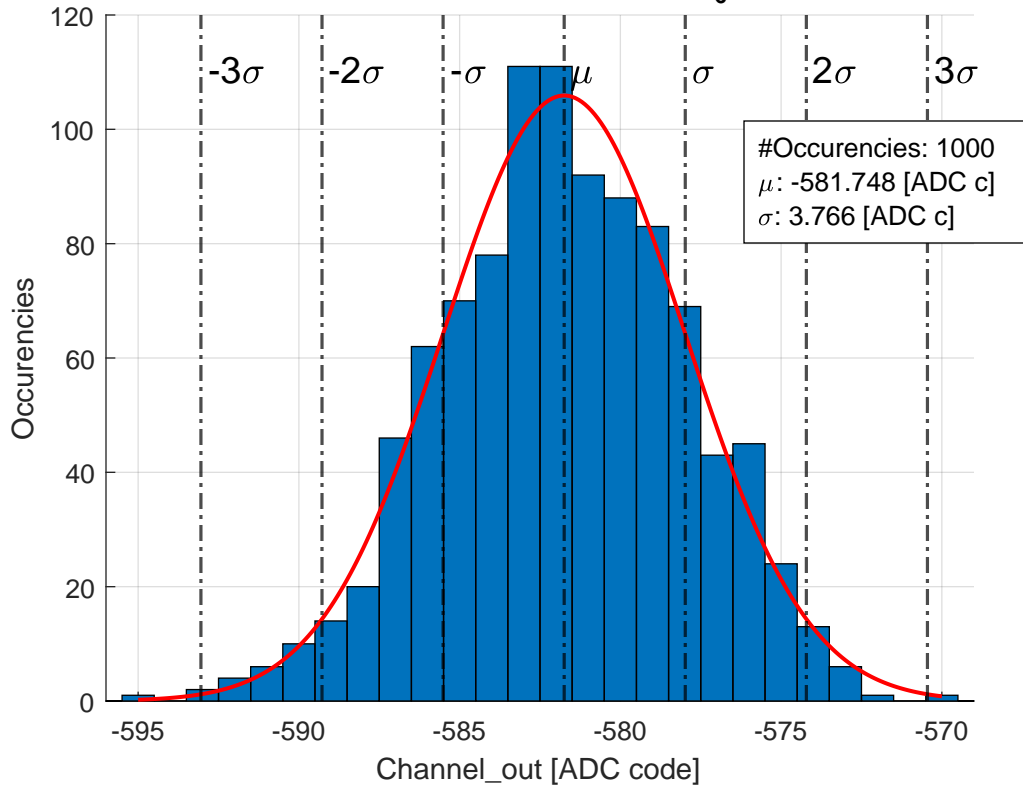 120
100
80
60
40
20
0
-3σ
-2σ
-σ
μ
σ
2σ
3σ
#Occurencies: 1000
μ: -581.748 [ADC c]
σ: 3.766 [ADC c]
Occurencies
-595
-590
-585
-580
-575
-570
Channel_out [ADC code]